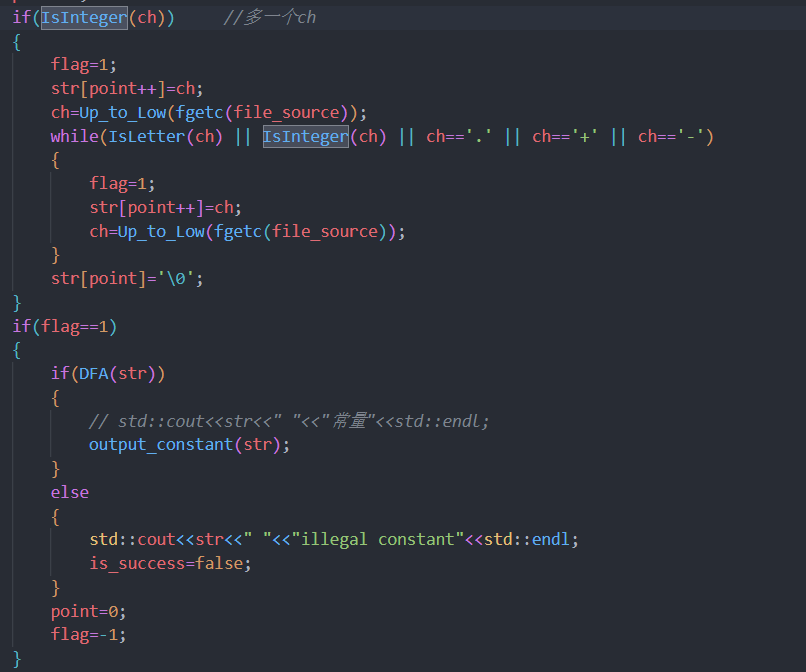 if(IsInteger(ch))     //多一个ch
{
    flag=1;
    str[point++]=ch;
    ch=Up_to_Low(fgetc(file_source));
    while(IsLetter(ch) || IsInteger(ch) || ch=='.' || ch=='+' || ch=='-')
    {
        flag=1;
        str[point++]=ch;
        ch=Up_to_Low(fgetc(file_source));
    }
    str[point]='\0';
}
if(flag==1)
{
    if(DFA(str))
    {
        // std::cout<<str<<" "<<"常量"<<std::endl;
        output_constant(str);
    }
    else
    {
        std::cout<<str<<" "<<"illegal constant"<<std::endl;
        is_success=false;
    }
    point=0;
    flag=-1;
}